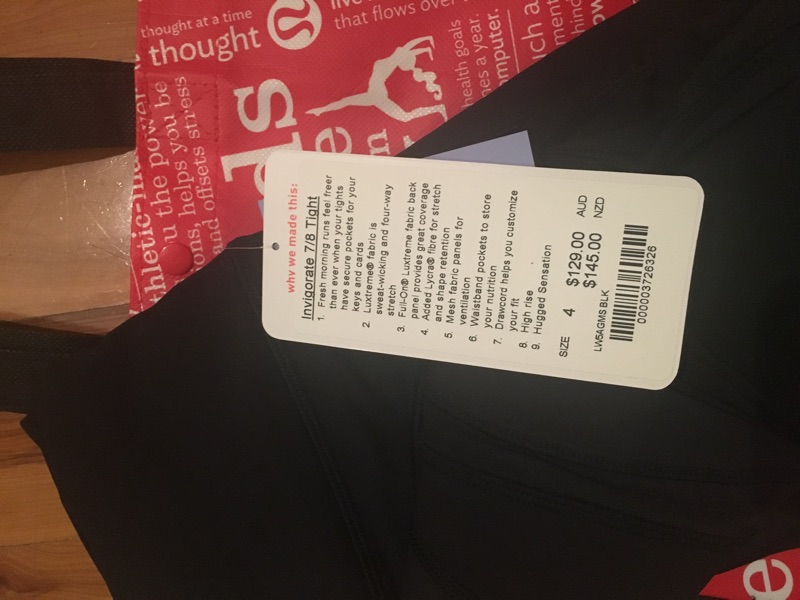 thought at a time
thought
that flows over
you the power
ons, helps you be
and offsets stress
health goals
nes a year.
mputer.
why we made this:
Invigorate 7/8 Tight
1. Fresh morning runs feel freer
than ever when your tights
have secure pockets for your
keys and cards
2. Luxtreme® fabric is
sweat-wicking and four-way
stretch
3. Full-On® Luxtreme fabric back
panel provides great coverage
4. Added Lycra® fibre for stretch
and shape retention
5. Mesh fabric panels for
ventilation
6. Waistband pockets to store
your nutrition
7. Drawcord helps you customize
your fit
8. High rise
9. Hugged Sensation
SIZE 4 $129.00 AUD
$145.00 NZD
LW5AGMS BLK
000003726326